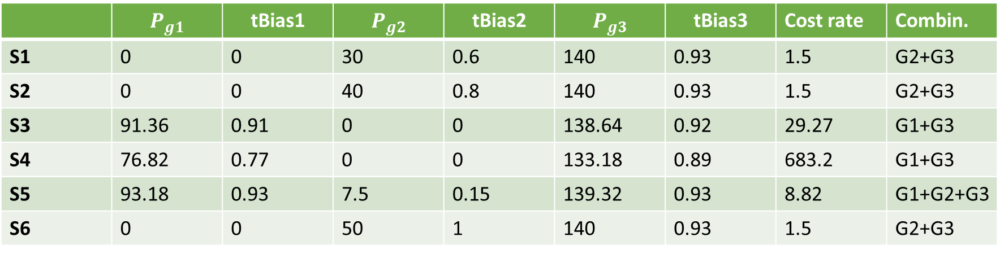 P g1 tBias1 P g2 tBias2 P g3 tBias3 Cost rate Combin.
S1 0 0 30 0.6 140 0.93 1.5 G2+G3
S2 0 0 40 0.8 140 0.93 1.5 G2+G3
S3 91.36 0.91 0 0 138.64 0.92 29.27 G1+G3
S4 76.82 0.77 0 0 133.18 0.89 683.2 G1+G3
S5 93.18 0.93 7.5 0.15 139.32 0.93 8.82 G1+G2+G3
S6 0 0 50 1 140 0.93 1.5 G2+G3